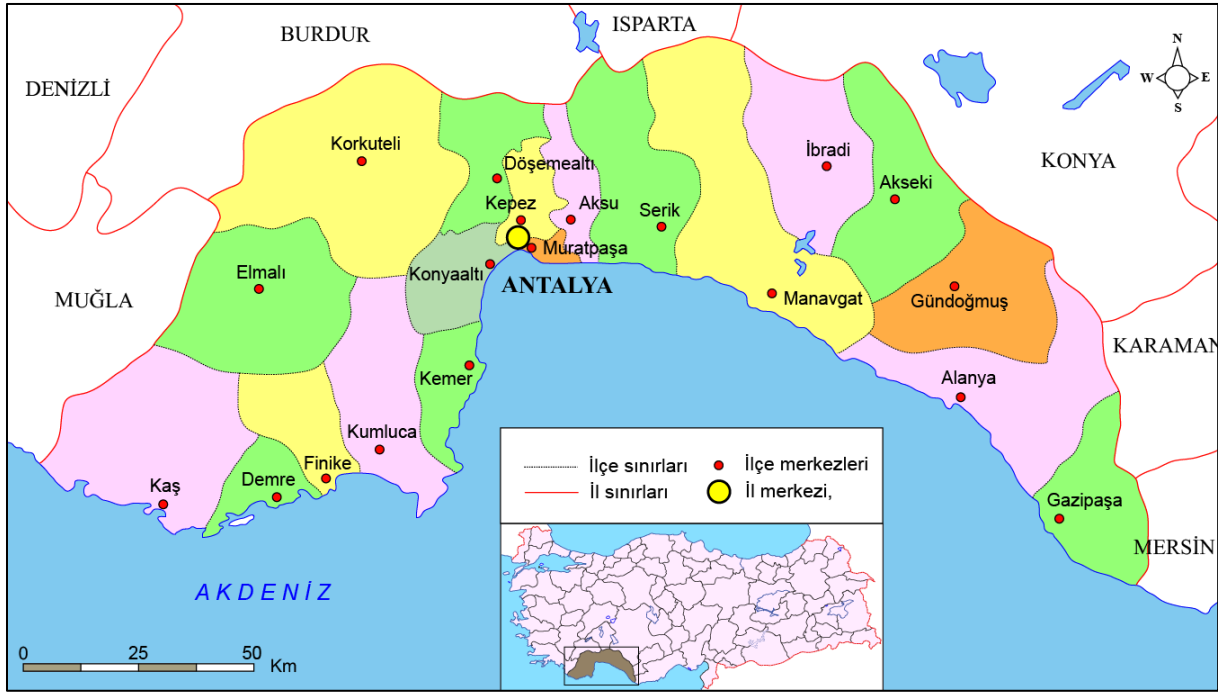 ISPARTA
BURDUR
DENİZLİ
N
W E
S
Korkuteli
İbradi
KONYA
Döşemealtı
Akseki
Kepez
Aksu
Serik
Muratpaşa
Elmalı
Konyaaltı
ANTALYA
Manavgat
Gündoğmuş
MUĞLA
KARAMAN
Kemer
Alanya
Kumluca
Finike
Demre
Kaş
Gazipaşa
MERSİN
İlçe sınırları
İlçe merkezleri
İl sınırları
İl merkezi,
AKDENİZ
0 25 50
Km